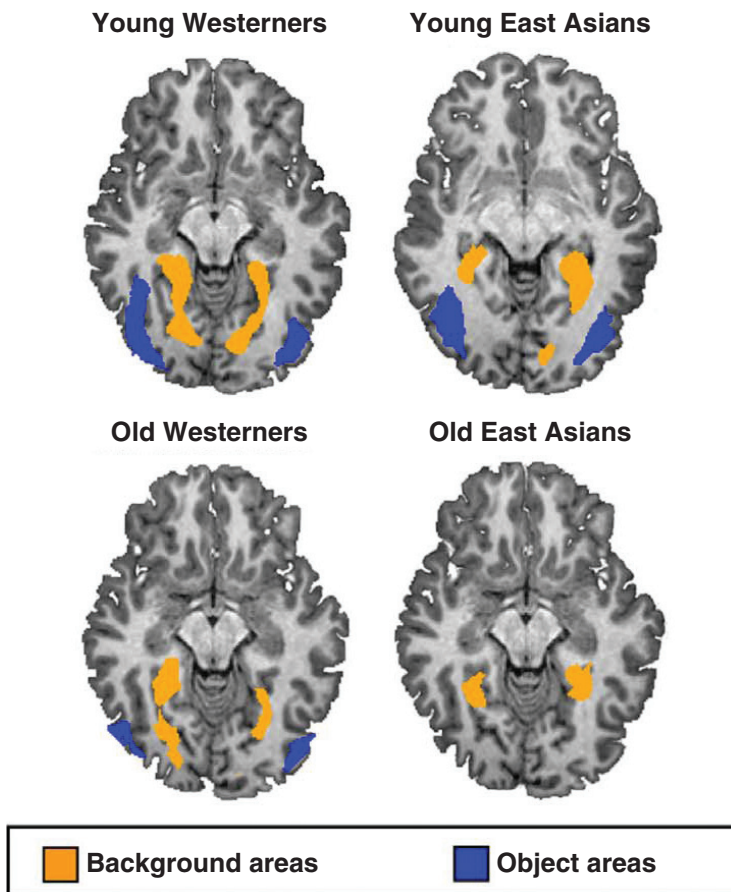 Young Westerners
Young East Asians
Old Westerners
Old East Asians
Background areas
Object areas